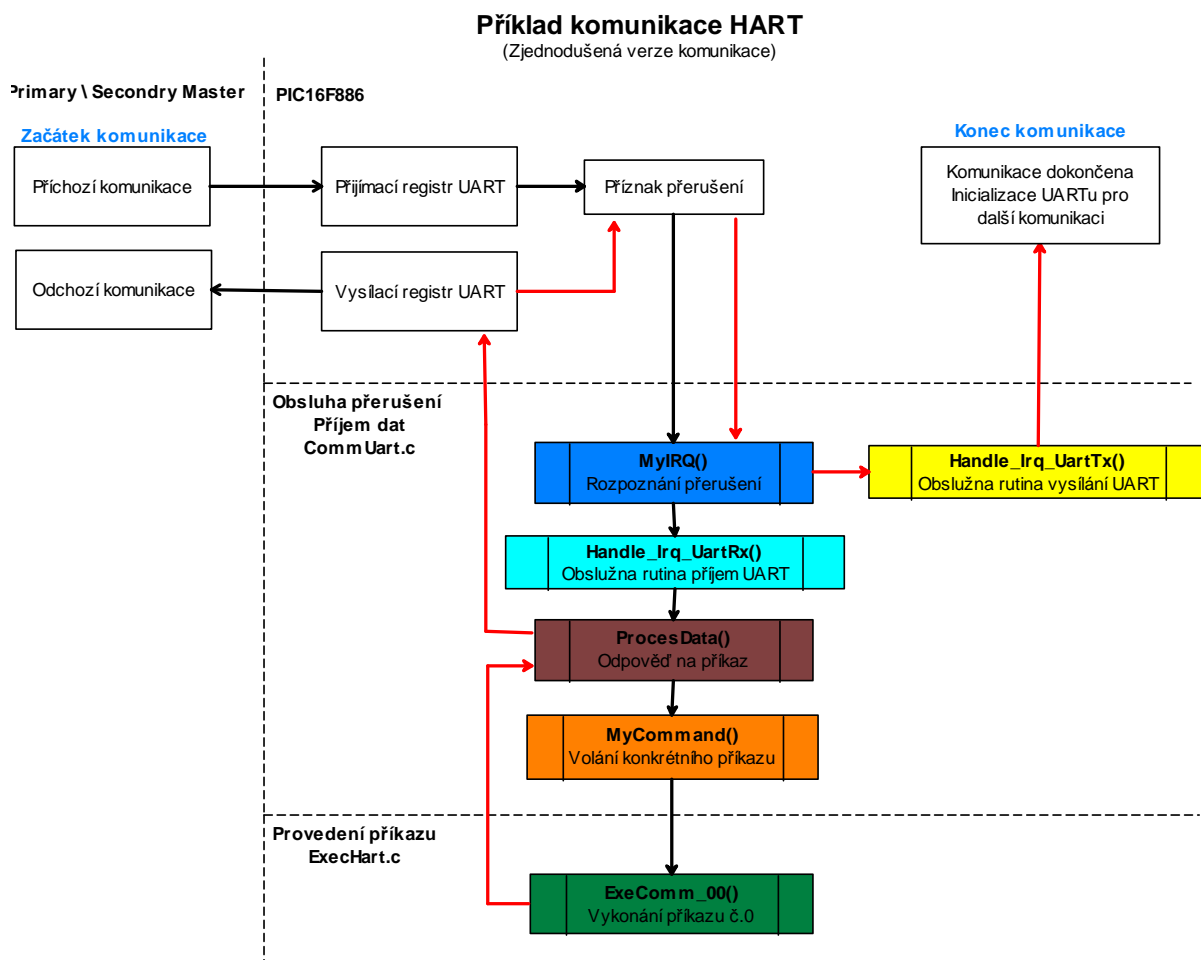 Příklad komunikace HART
(Zjednodušená verze komunikace)
Primary \ Secondry Master
PIC16F886
Začátek komunikace
Konec komunikace
Příchozí komunikace
Přijímací registr UART
Příznak přerušení
Komunikace dokončena
Inicializace UARTu pro
další komunikaci
Odchozí komunikace
Vysílací registr UART
Obsluha přerušení
Příjem dat
CommUart.c
MyIRQ()
Rozpoznání přerušení
Handle_Irq_UartTx()
Obslužna rutina vysílání UART
Handle_Irq_UartRx()
Obslužna rutina příjem UART
ProcesData()
Odpověď na příkaz
MyCommand()
Volání konkrétního příkazu
Provedení příkazu
ExecHart.c
ExeComm_00()
Vykonání příkazu č.0